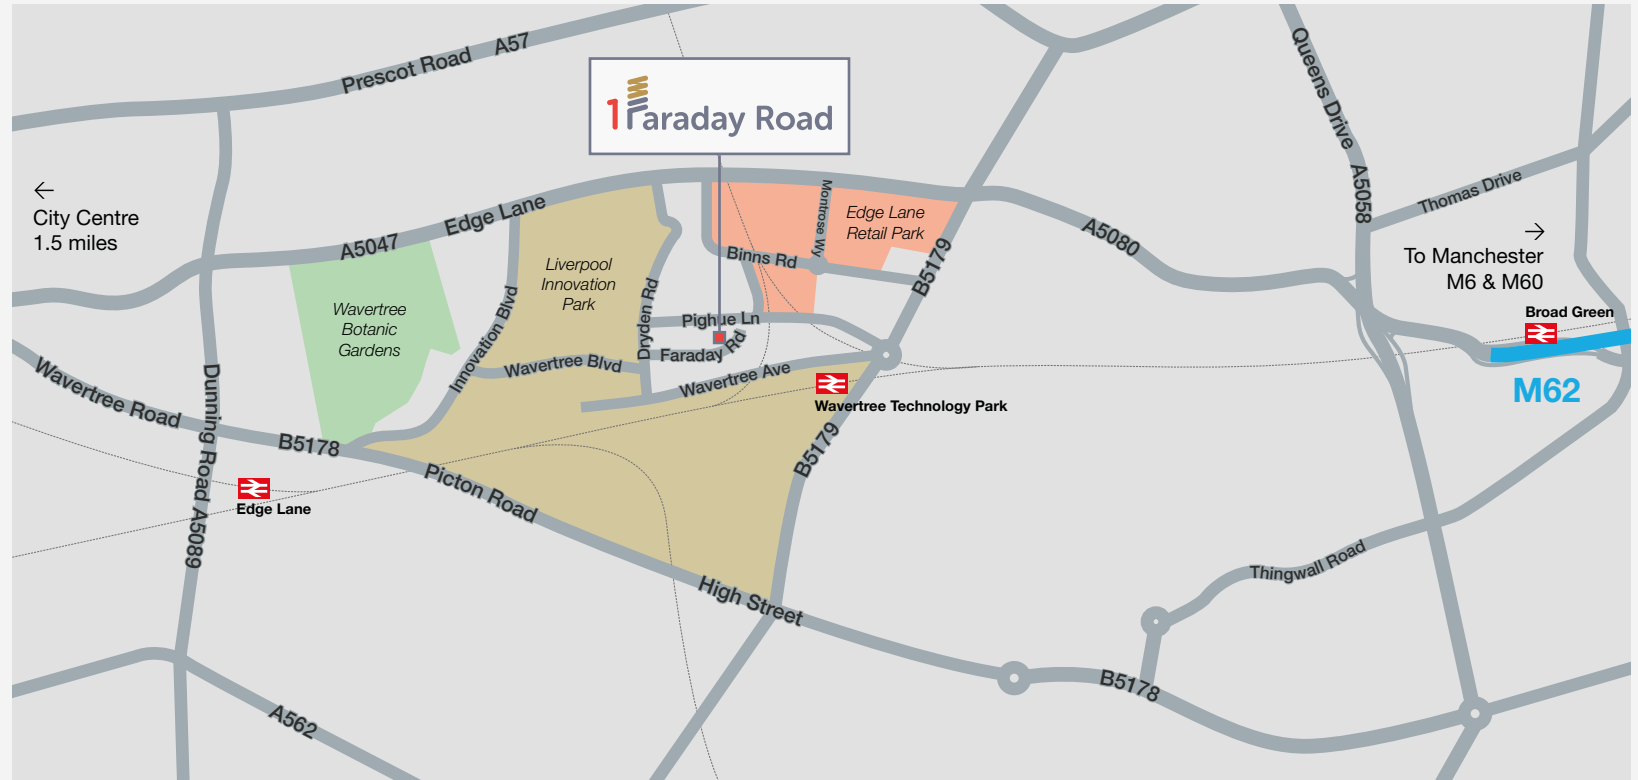 Prescot Road A57
1Faraday Road
Queens Drive A5058
Thomas Drive
←
City Centre
1.5 miles
Edge Lane
A5047
Montrose Wy
Edge Lane
Retail Park
Binns Rd
B5179
A5080
→
To Manchester
M6 & M60
Broad Green
M62
Liverpool
Innovation
Park
Wavertree
Botanic
Gardens
Innovation Blvd
Dryden Rd
Pighue Ln
Faraday Rd
Wavertree Blvd
Wavertree Ave
Wavertree Technology Park
Wavertree Road
Dunning Road A5089
B5178
Picton Road
B5179
Edge Lane
High Street
Thingwall Road
B5178
A562